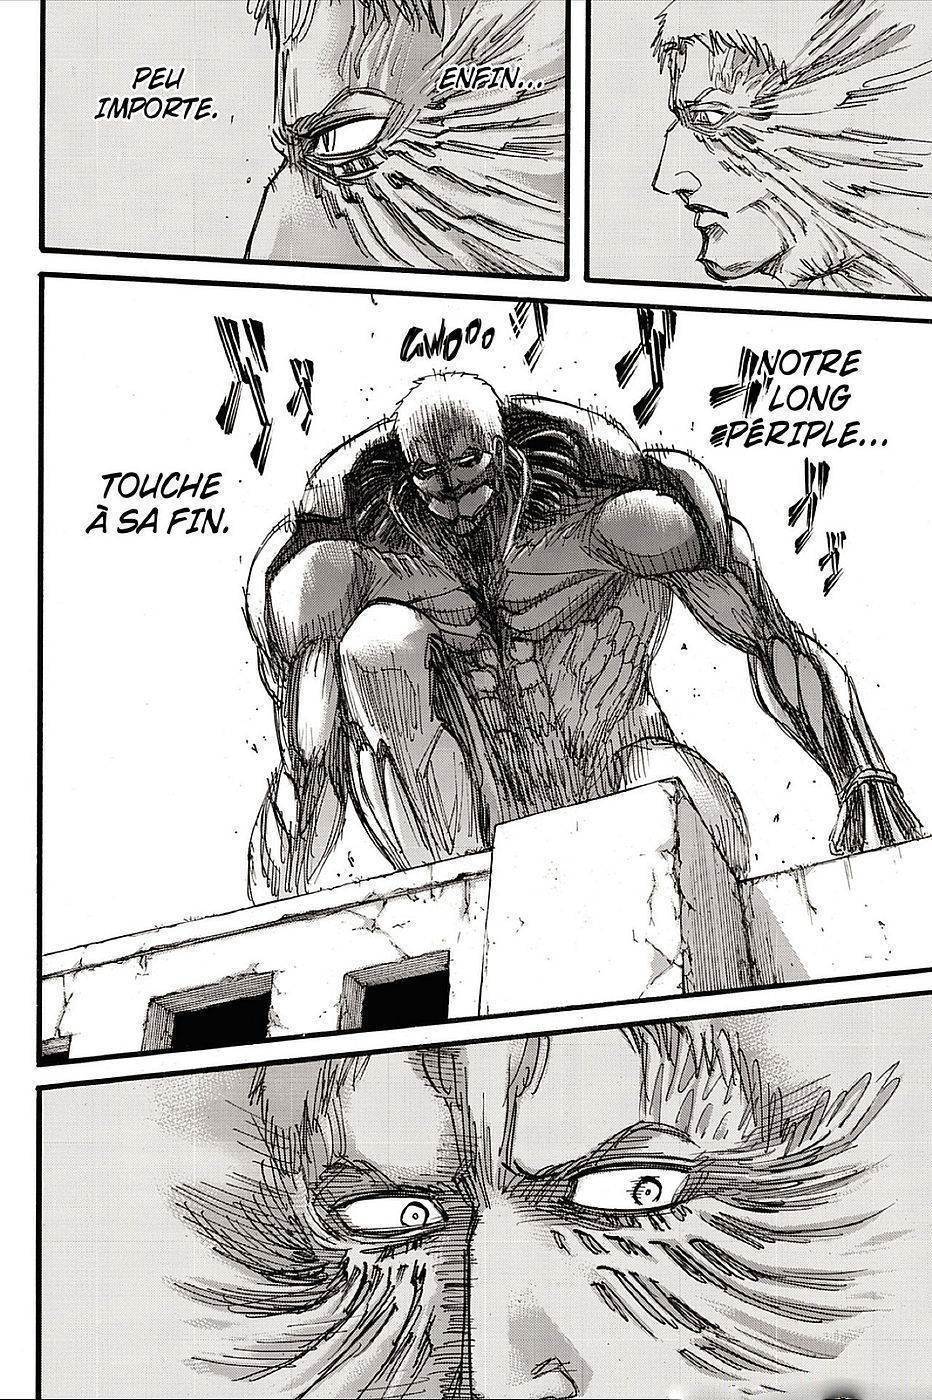 ENFIN...
PEU
IMPORTE.
NOTRE
LONG
PÉRIPLE...
GWOOO
TOUCHE
À SA FIN.